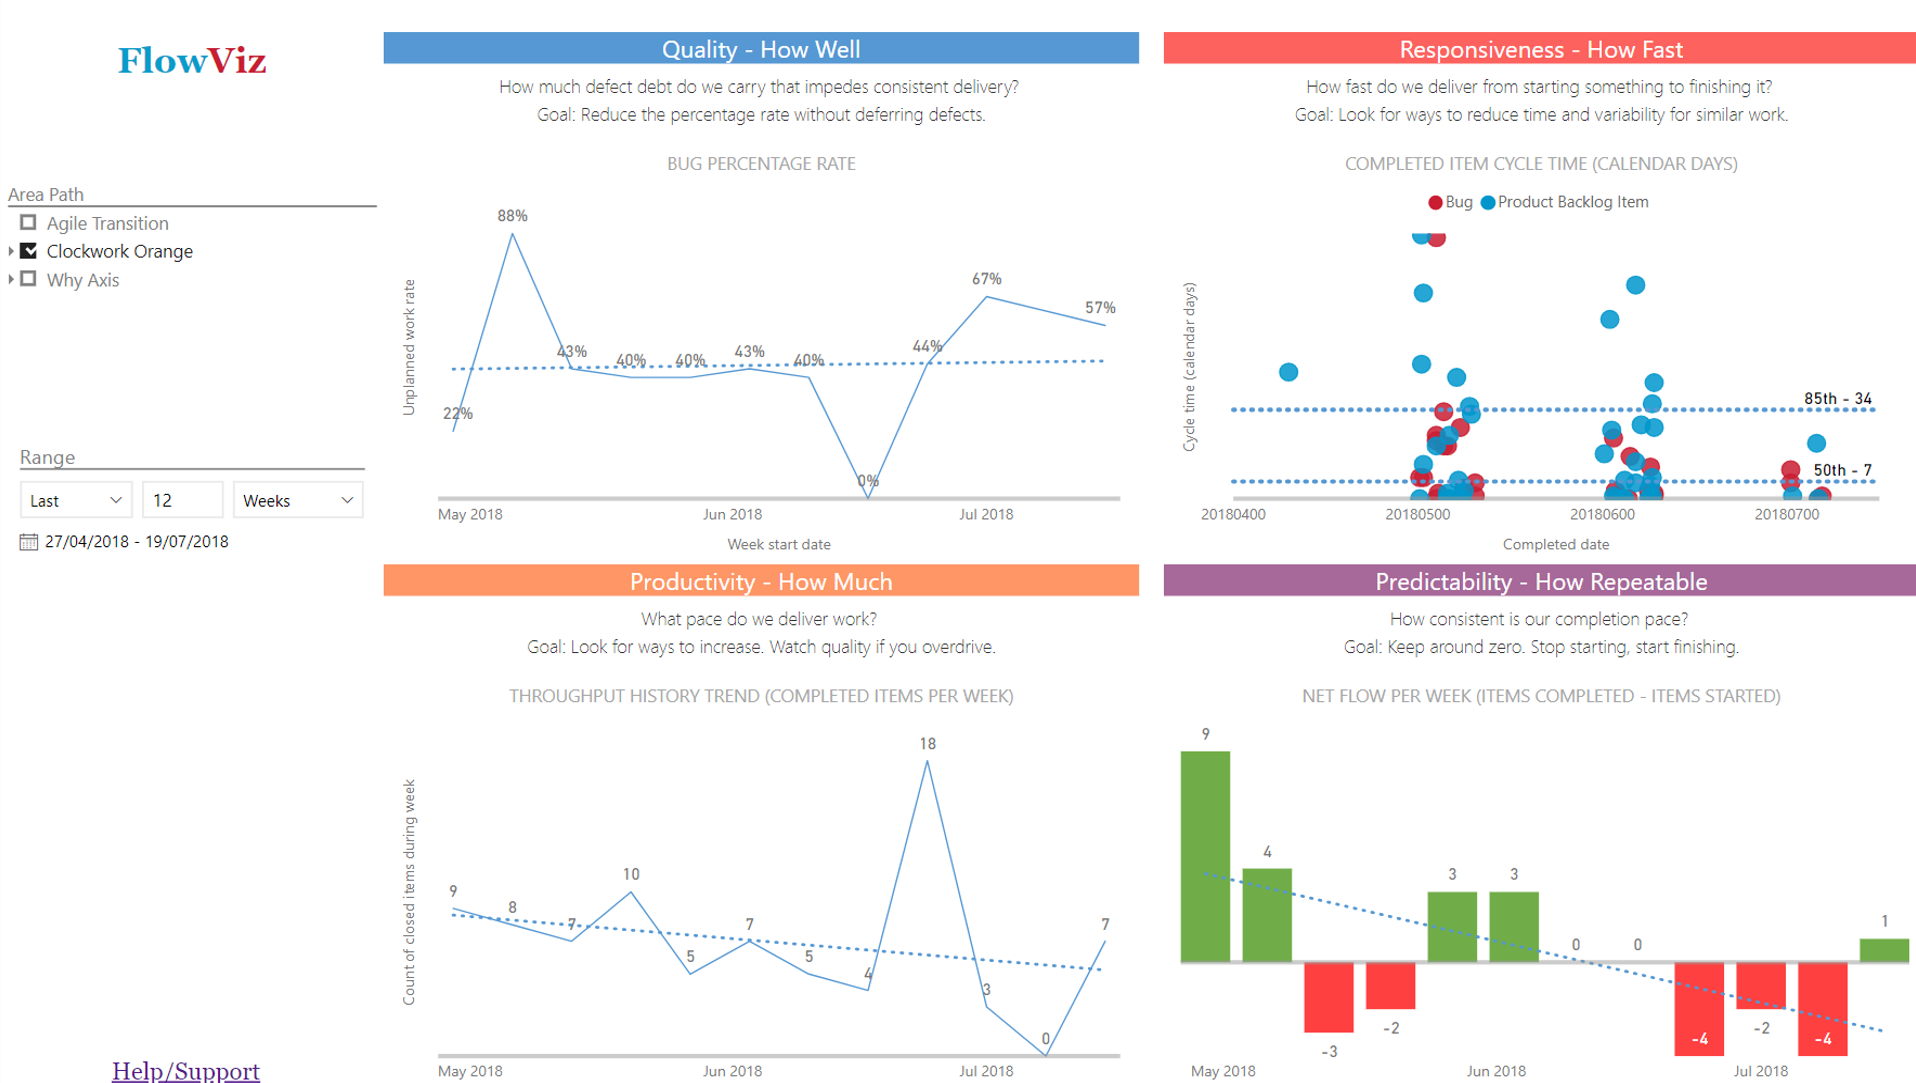 FlowViz
Area Path
Agile Transition
Clockwork Orange
Why Axis
Range
Last
12
Weeks
27/04/2018 - 19/07/2018
Help/Support
Quality - How Well
How much defect debt do we carry that impedes consistent delivery?
Goal: Reduce the percentage rate without deferring defects.
BUG PERCENTAGE RATE
Unplanned work rate
22%
88%
43%
40%
40%
43%
40%
0%
44%
67%
57%
May 2018
Jun 2018
Jul 2018
Week start date
Responsiveness - How Fast
How fast do we deliver from starting something to finishing it?
Goal: Look for ways to reduce time and variability for similar work.
COMPLETED ITEM CYCLE TIME (CALENDAR DAYS)
Bug
Product Backlog Item
Cycle time (calendar days)
85th - 34
50th - 7
20180400
20180500
20180600
20180700
Completed date
Productivity - How Much
What pace do we deliver work?
Goal: Look for ways to increase. Watch quality if you overdrive.
THROUGHPUT HISTORY TREND (COMPLETED ITEMS PER WEEK)
Count of closed items during week
9
8
7
10
5
7
5
4
18
3
0
7
May 2018
Jun 2018
Jul 2018
Predictability - How Repeatable
How consistent is our completion pace?
Goal: Keep around zero. Stop starting, start finishing.
NET FLOW PER WEEK (ITEMS COMPLETED - ITEMS STARTED)
9
4
-3
-2
3
3
0
0
-4
-2
-4
1
May 2018
Jun 2018
Jul 2018